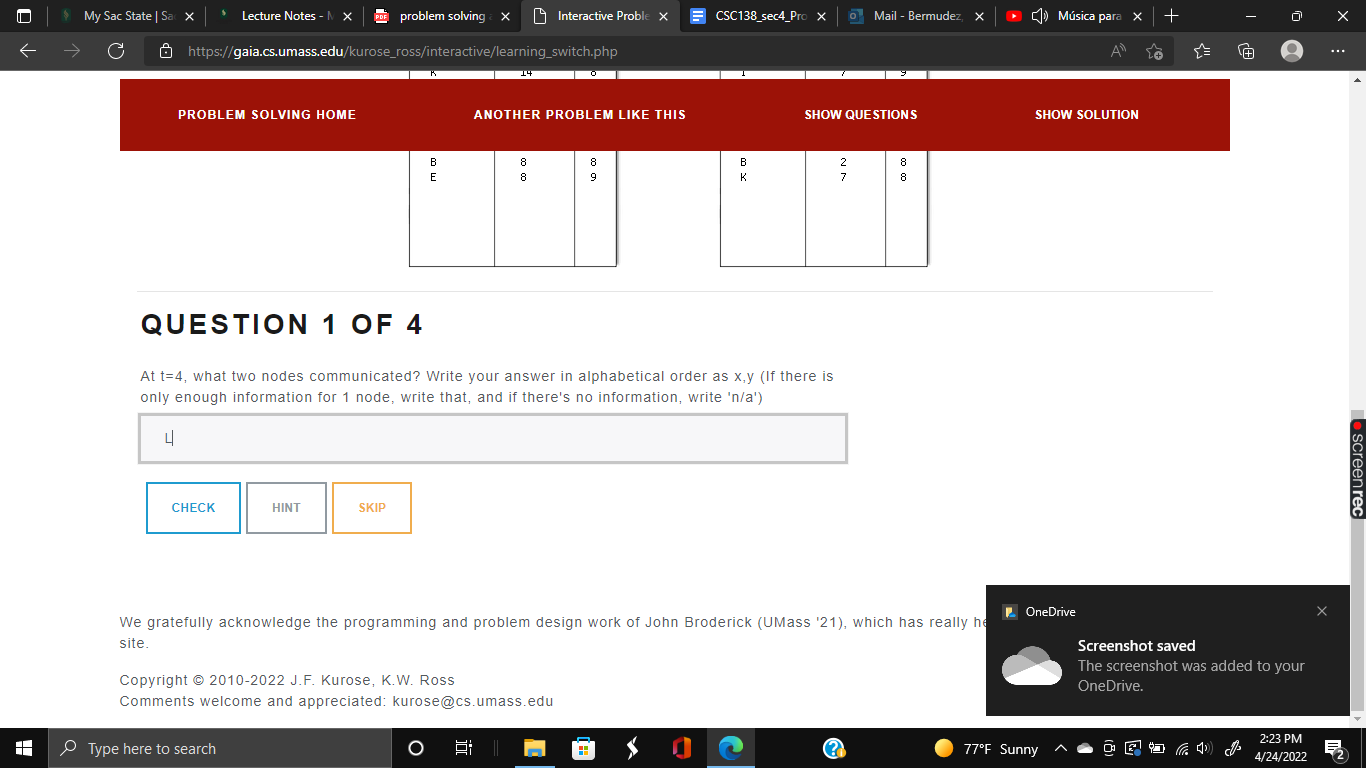 My Sac State | Sa
Lecture Notes - M
PDF
problem solving a
Interactive Proble
CSC138_sec4_Pro
Mail - Bermudez,
Música para
https://gaia.cs.umass.edu/kurose_ross/interactive/learning_switch.php
K 14 8
I 7 9
PROBLEM SOLVING HOME
ANOTHER PROBLEM LIKE THIS
SHOW QUESTIONS
SHOW SOLUTION
B 8 8
B 2 8
E 8 9
K 7 8
QUESTION 1 OF 4
At t=4, what two nodes communicated? Write your answer in alphabetical order as x,y (If there is
only enough information for 1 node, write that, and if there's no information, write 'n/a')
L
CHECK
HINT
SKIP
screenrec
We gratefully acknowledge the programming and problem design work of John Broderick (UMass '21), which has really he
site.
Copyright © 2010-2022 J.F. Kurose, K.W. Ross
Comments welcome and appreciated: kurose@cs.umass.edu
OneDrive
Screenshot saved
The screenshot was added to your
OneDrive.
Type here to search
77°F Sunny
2:23 PM
4/24/2022
2